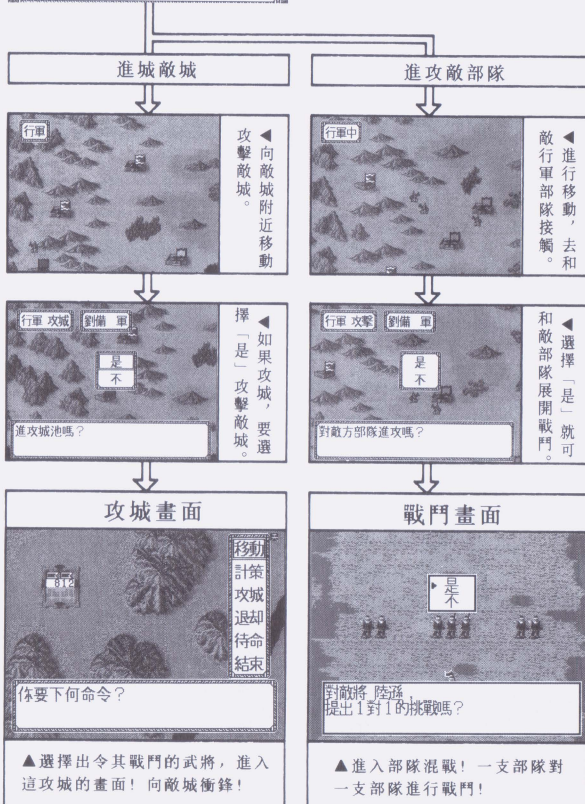 進城敵城
行軍
◀向敵城附近移動
攻擊敵城。
行軍 攻城
劉備 軍
是
不
進攻城池嗎？
◀如果攻城，要選
擇「是」攻擊敵城。
攻城畫面
812
移動
計策
攻城
退却
待命
結束
你要下何命令？
▲選擇出令其戰鬥的武將，進入
這攻城的畫面！向敵城衝鋒！
進攻敵部隊
行軍中
◀進行移動，去和
敵行軍部隊接觸。
行軍 攻擊
劉備 軍
是
不
對敵方部隊進攻嗎？
◀選擇「是」就可
和敵部隊展開戰鬥。
戰鬥畫面
▶是
不
對敵將 陸孫，
提出1對1的挑戰嗎？
▲進入部隊混戰！一支部隊對
一支部隊進行戰鬥！